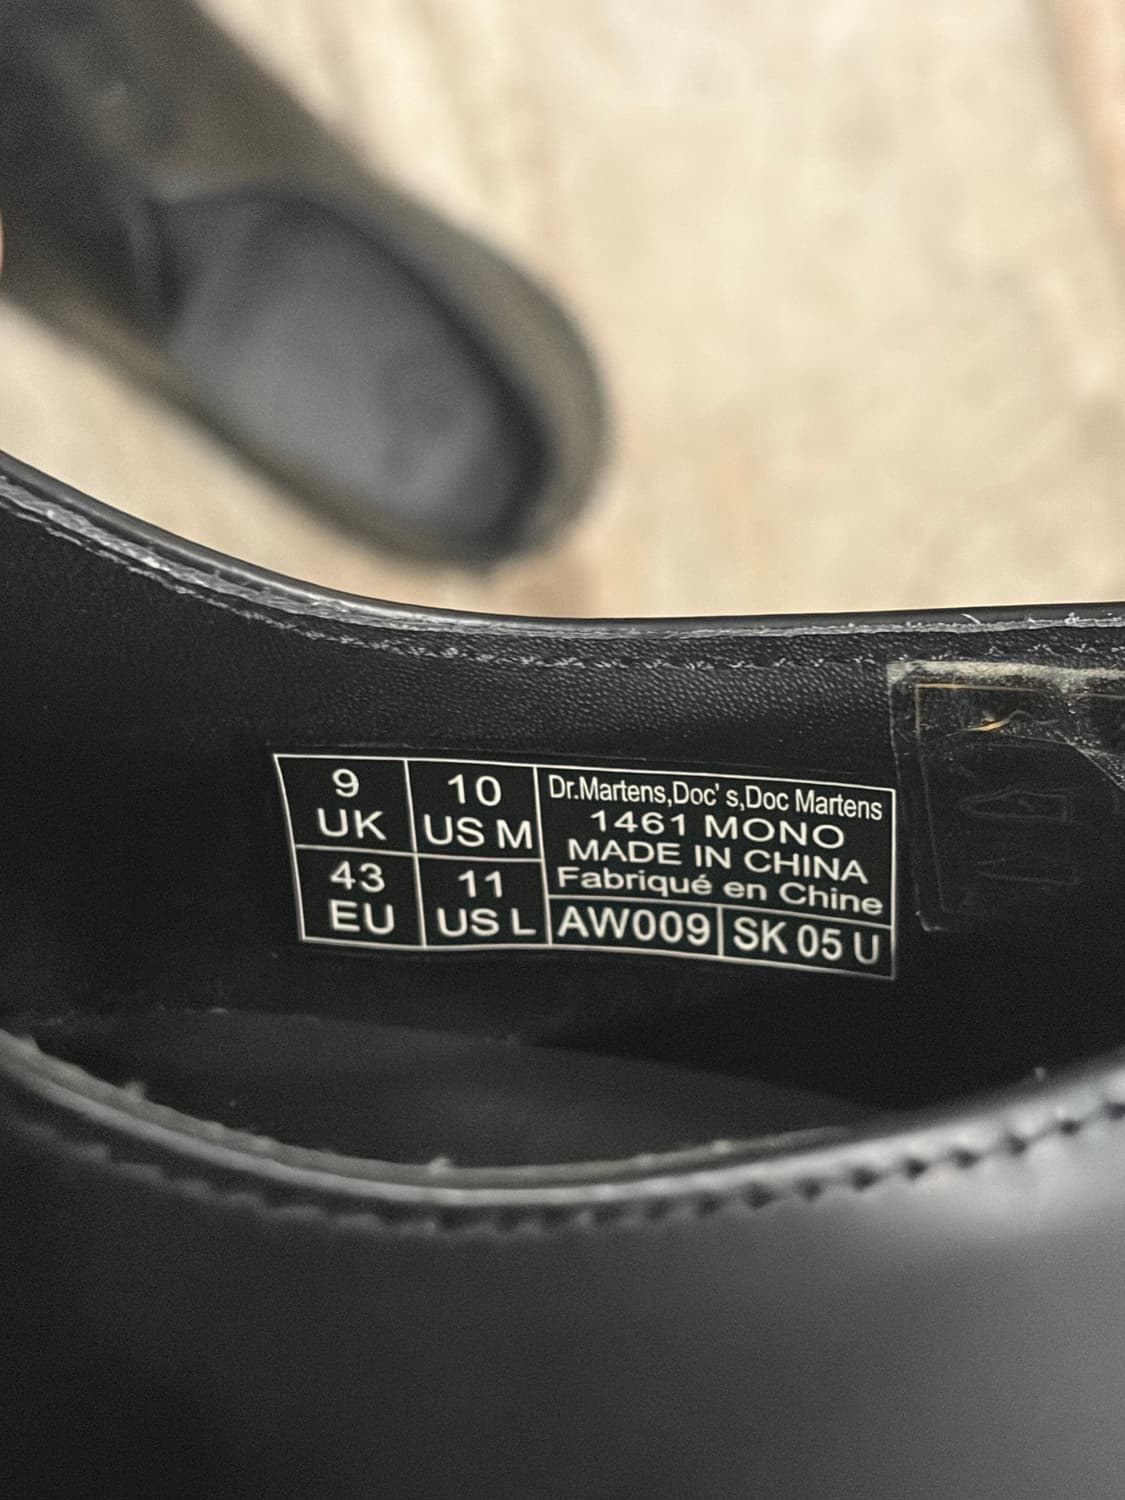 9
UK
10
US M
43
EU
11
US L
Dr.Martens,Doc' s,Doc Martens
1461 MONO
MADE IN CHINA
Fabriqué en Chine
AW009
SK 05 U